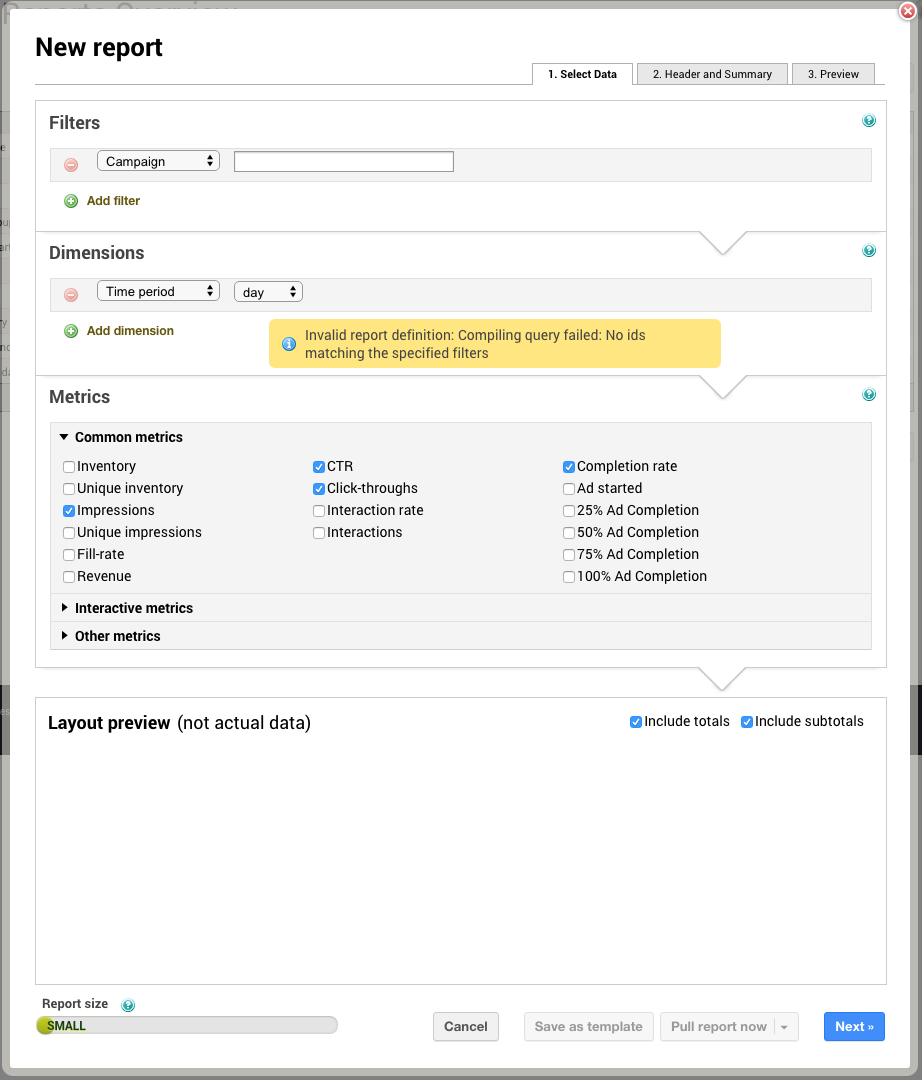 Reports Overview
New report
1. Select Data
2. Header and Summary
3. Preview
Filters
Campaign
Add filter
Dimensions
Time period
day
Add dimension
Invalid report definition: Compiling query failed: No ids
matching the specified filters
Metrics
Common metrics
Inventory
CTR
Completion rate
Unique inventory
Click-throughs
Ad started
Impressions
Interaction rate
25% Ad Completion
Unique impressions
Interactions
50% Ad Completion
Fill-rate
75% Ad Completion
Revenue
100% Ad Completion
Interactive metrics
Other metrics
Layout preview (not actual data)
Include totals
Include subtotals
Report size
SMALL
Cancel
Save as template
Pull report now
Next »